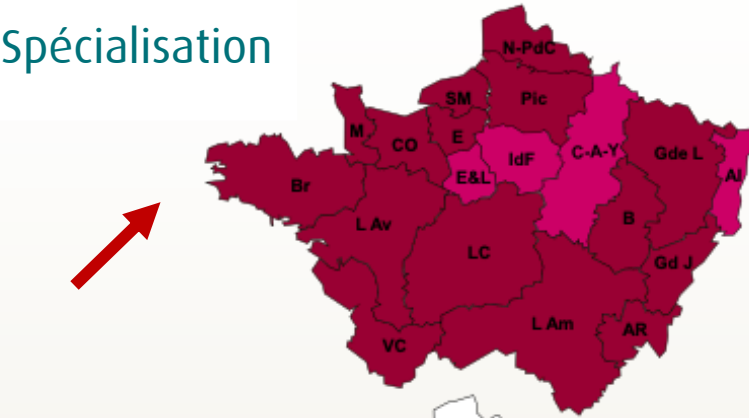 Spécialisation
N-PdC
SM
Pic
M
CO
E
IdF
C-A-Y
Gde L
Al
E&L
Br
B
L Av
LC
Gd J
L Am
AR
VC